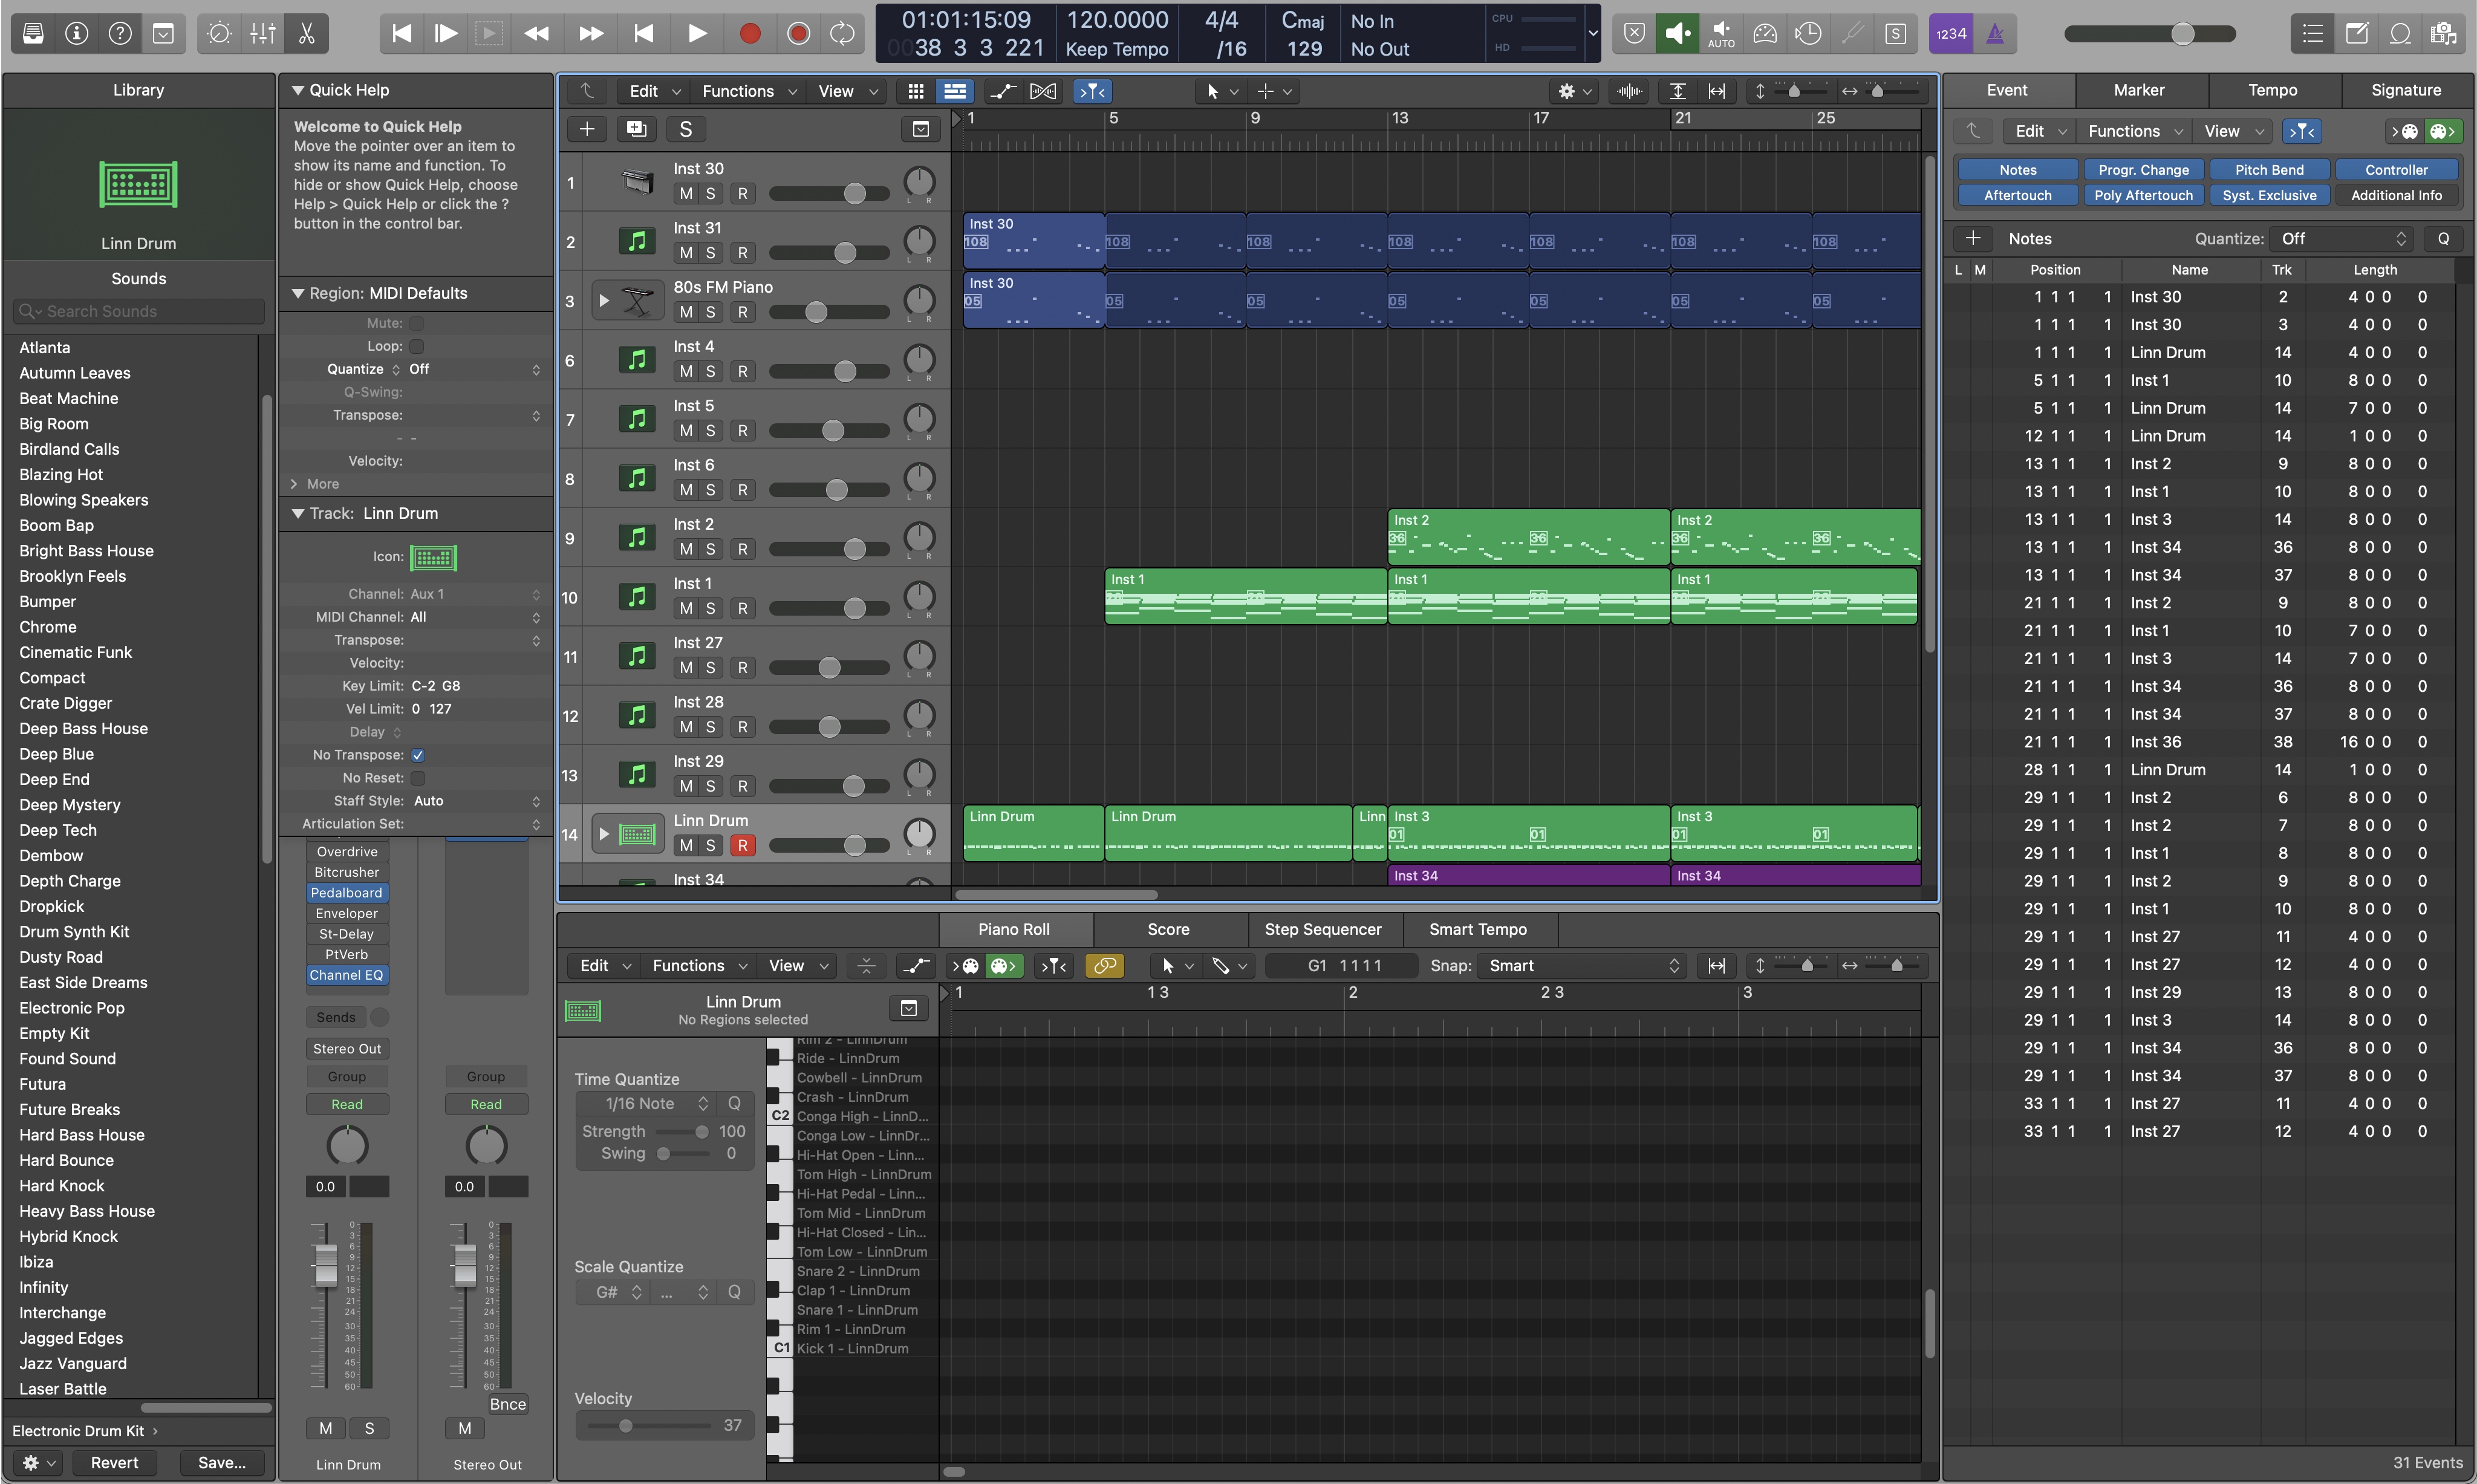 01:01:15:09
0038 3 3 221
120.0000
Keep Tempo
4/4
/16
Cmaj
129
No In
No Out
CPU
HD
AUTO
S
1234
Library
Linn Drum
Sounds
Search Sounds
Atlanta
Autumn Leaves
Beat Machine
Big Room
Birdland Calls
Blazing Hot
Blowing Speakers
Boom Bap
Bright Bass House
Brooklyn Feels
Bumper
Chrome
Cinematic Funk
Compact
Crate Digger
Deep Bass House
Deep Blue
Deep End
Deep Mystery
Deep Tech
Dembow
Depth Charge
Dropkick
Drum Synth Kit
Dusty Road
East Side Dreams
Electronic Pop
Empty Kit
Found Sound
Futura
Future Breaks
Hard Bass House
Hard Bounce
Hard Knock
Heavy Bass House
Hybrid Knock
Ibiza
Infinity
Interchange
Jagged Edges
Jazz Vanguard
Laser Battle
Electronic Drum Kit
Revert
Save...
Quick Help
Welcome to Quick Help
Move the pointer over an item to
show its name and function. To
hide or show Quick Help, choose
Help > Quick Help or click the ?
button in the control bar.
Region: MIDI Defaults
Mute:
Loop:
Quantize Off
Q-Swing:
Transpose:
- -
Velocity:
More
Track: Linn Drum
Icon:
Channel: Aux 1
MIDI Channel: All
Transpose:
Velocity:
Key Limit: C-2 G8
Vel Limit: 0 127
Delay
No Transpose:
No Reset:
Staff Style: Auto
Articulation Set:
Overdrive
Bitcrusher
Pedalboard
Enveloper
St-Delay
PtVerb
Channel EQ
Sends
Stereo Out
Group
Group
Read
Read
0.0
0.0
Bnce
M S
M
Linn Drum
Stereo Out
Edit Functions View
S
1 5 9 13 17 21 25
1 Inst 30
M S R
2 Inst 31
M S R
3 80s FM Piano
M S R
6 Inst 4
M S R
7 Inst 5
M S R
8 Inst 6
M S R
9 Inst 2
M S R
10 Inst 1
M S R
11 Inst 27
M S R
12 Inst 28
M S R
13 Inst 29
M S R
14 Linn Drum
M S R
Inst 34
Inst 30
108 108 108 108 108 108 108
Inst 30
05 05 05 05 05 05 05
Inst 2 Inst 2
36 36 36 36
Inst 1 Inst 1 Inst 1
Linn Drum Linn Drum Linn Inst 3 Inst 3
01 01 01 01
Inst 34 Inst 34
Piano Roll Score Step Sequencer Smart Tempo
Edit Functions View
G1 1 1 1 1
Snap: Smart
Linn Drum
No Regions selected
1 1 3 2 2 3 3
Time Quantize
1/16 Note Q
Strength 100
Swing 0
Scale Quantize
G# ... Q
Velocity
37
C2
C1
Rim 2 - LinnDrum
Ride - LinnDrum
Cowbell - LinnDrum
Crash - LinnDrum
Conga High - LinnD...
Conga Low - LinnDr...
Hi-Hat Open - Linn...
Tom High - LinnDrum
Hi-Hat Pedal - Linn...
Tom Mid - LinnDrum
Hi-Hat Closed - Lin...
Tom Low - LinnDrum
Snare 2 - LinnDrum
Clap 1 - LinnDrum
Snare 1 - LinnDrum
Rim 1 - LinnDrum
Kick 1 - LinnDrum
Event Marker Tempo Signature
Edit Functions View
Notes Progr. Change Pitch Bend Controller
Aftertouch Poly Aftertouch Syst. Exclusive Additional Info
Notes Quantize: Off Q
L M Position Name Trk Length
1 1 1 1 Inst 30 2 4 0 0 0
1 1 1 1 Inst 30 3 4 0 0 0
1 1 1 1 Linn Drum 14 4 0 0 0
5 1 1 1 Inst 1 10 8 0 0 0
5 1 1 1 Linn Drum 14 7 0 0 0
12 1 1 1 Linn Drum 14 1 0 0 0
13 1 1 1 Inst 2 9 8 0 0 0
13 1 1 1 Inst 1 10 8 0 0 0
13 1 1 1 Inst 3 14 8 0 0 0
13 1 1 1 Inst 34 36 8 0 0 0
13 1 1 1 Inst 34 37 8 0 0 0
21 1 1 1 Inst 2 9 8 0 0 0
21 1 1 1 Inst 1 10 7 0 0 0
21 1 1 1 Inst 3 14 7 0 0 0
21 1 1 1 Inst 34 36 8 0 0 0
21 1 1 1 Inst 34 37 8 0 0 0
21 1 1 1 Inst 36 38 16 0 0 0
28 1 1 1 Linn Drum 14 1 0 0 0
29 1 1 1 Inst 2 6 8 0 0 0
29 1 1 1 Inst 2 7 8 0 0 0
29 1 1 1 Inst 1 8 8 0 0 0
29 1 1 1 Inst 2 9 8 0 0 0
29 1 1 1 Inst 1 10 8 0 0 0
29 1 1 1 Inst 27 11 4 0 0 0
29 1 1 1 Inst 27 12 4 0 0 0
29 1 1 1 Inst 29 13 8 0 0 0
29 1 1 1 Inst 3 14 8 0 0 0
29 1 1 1 Inst 34 36 8 0 0 0
29 1 1 1 Inst 34 37 8 0 0 0
33 1 1 1 Inst 27 11 4 0 0 0
33 1 1 1 Inst 27 12 4 0 0 0
31 Events